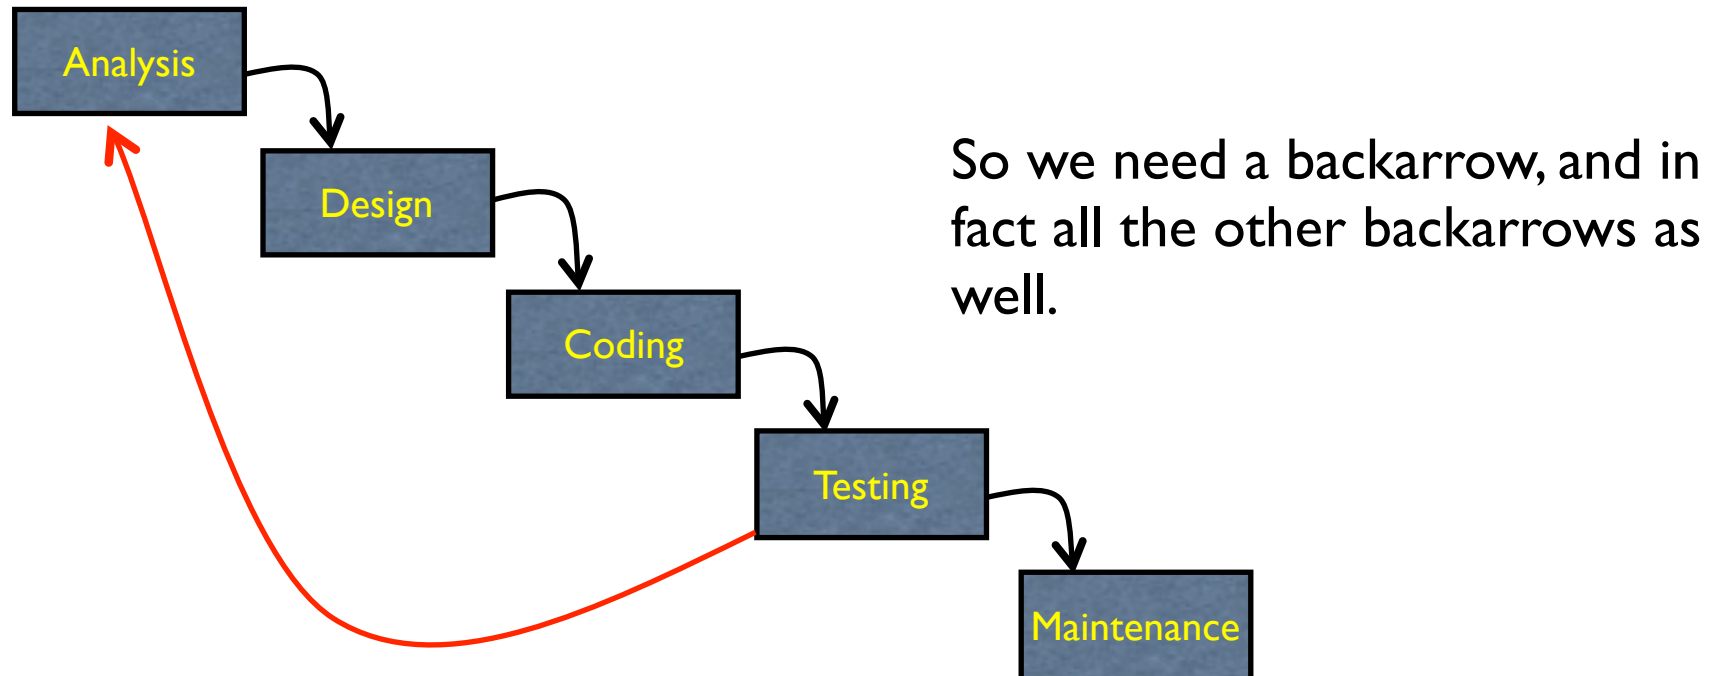 Analysis
Design
Coding
Testing
Maintenance
So we need a backarrow, and in
fact all the other backarrows as
well.